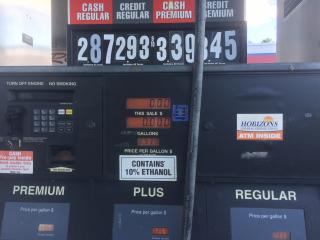 CASH REGULAR
CREDIT REGULAR
CASH PREMIUM
CREDIT
287 293 339 345
TURN OFF ENGINE NO SMOKING
THIS SALE $
GALLONS
PRICE PER GALLON $
CONTAINS
10% ETHANOL
CASH
HORIZONS
ATM INSIDE
PREMIUM PLUS REGULAR
Price per gallon $
Price per gallon $
Price per gallon $